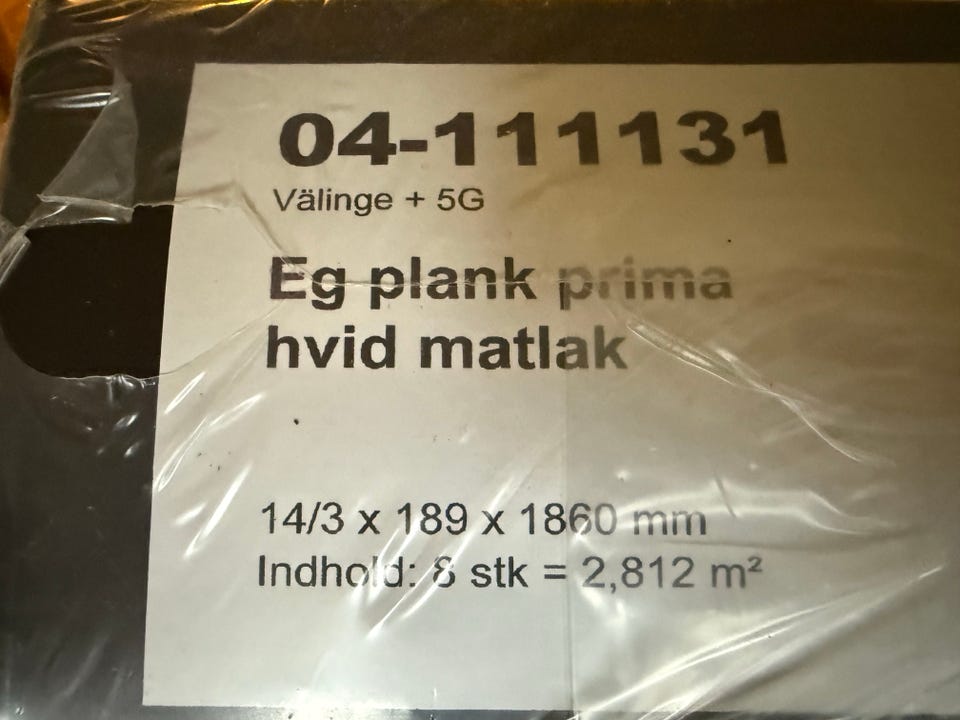 04-111131
Välinge + 5G
Eg plank prima
hvid matlak
14/3 x 189 x 1860 mm
Indhold: 8 stk = 2,812 m²